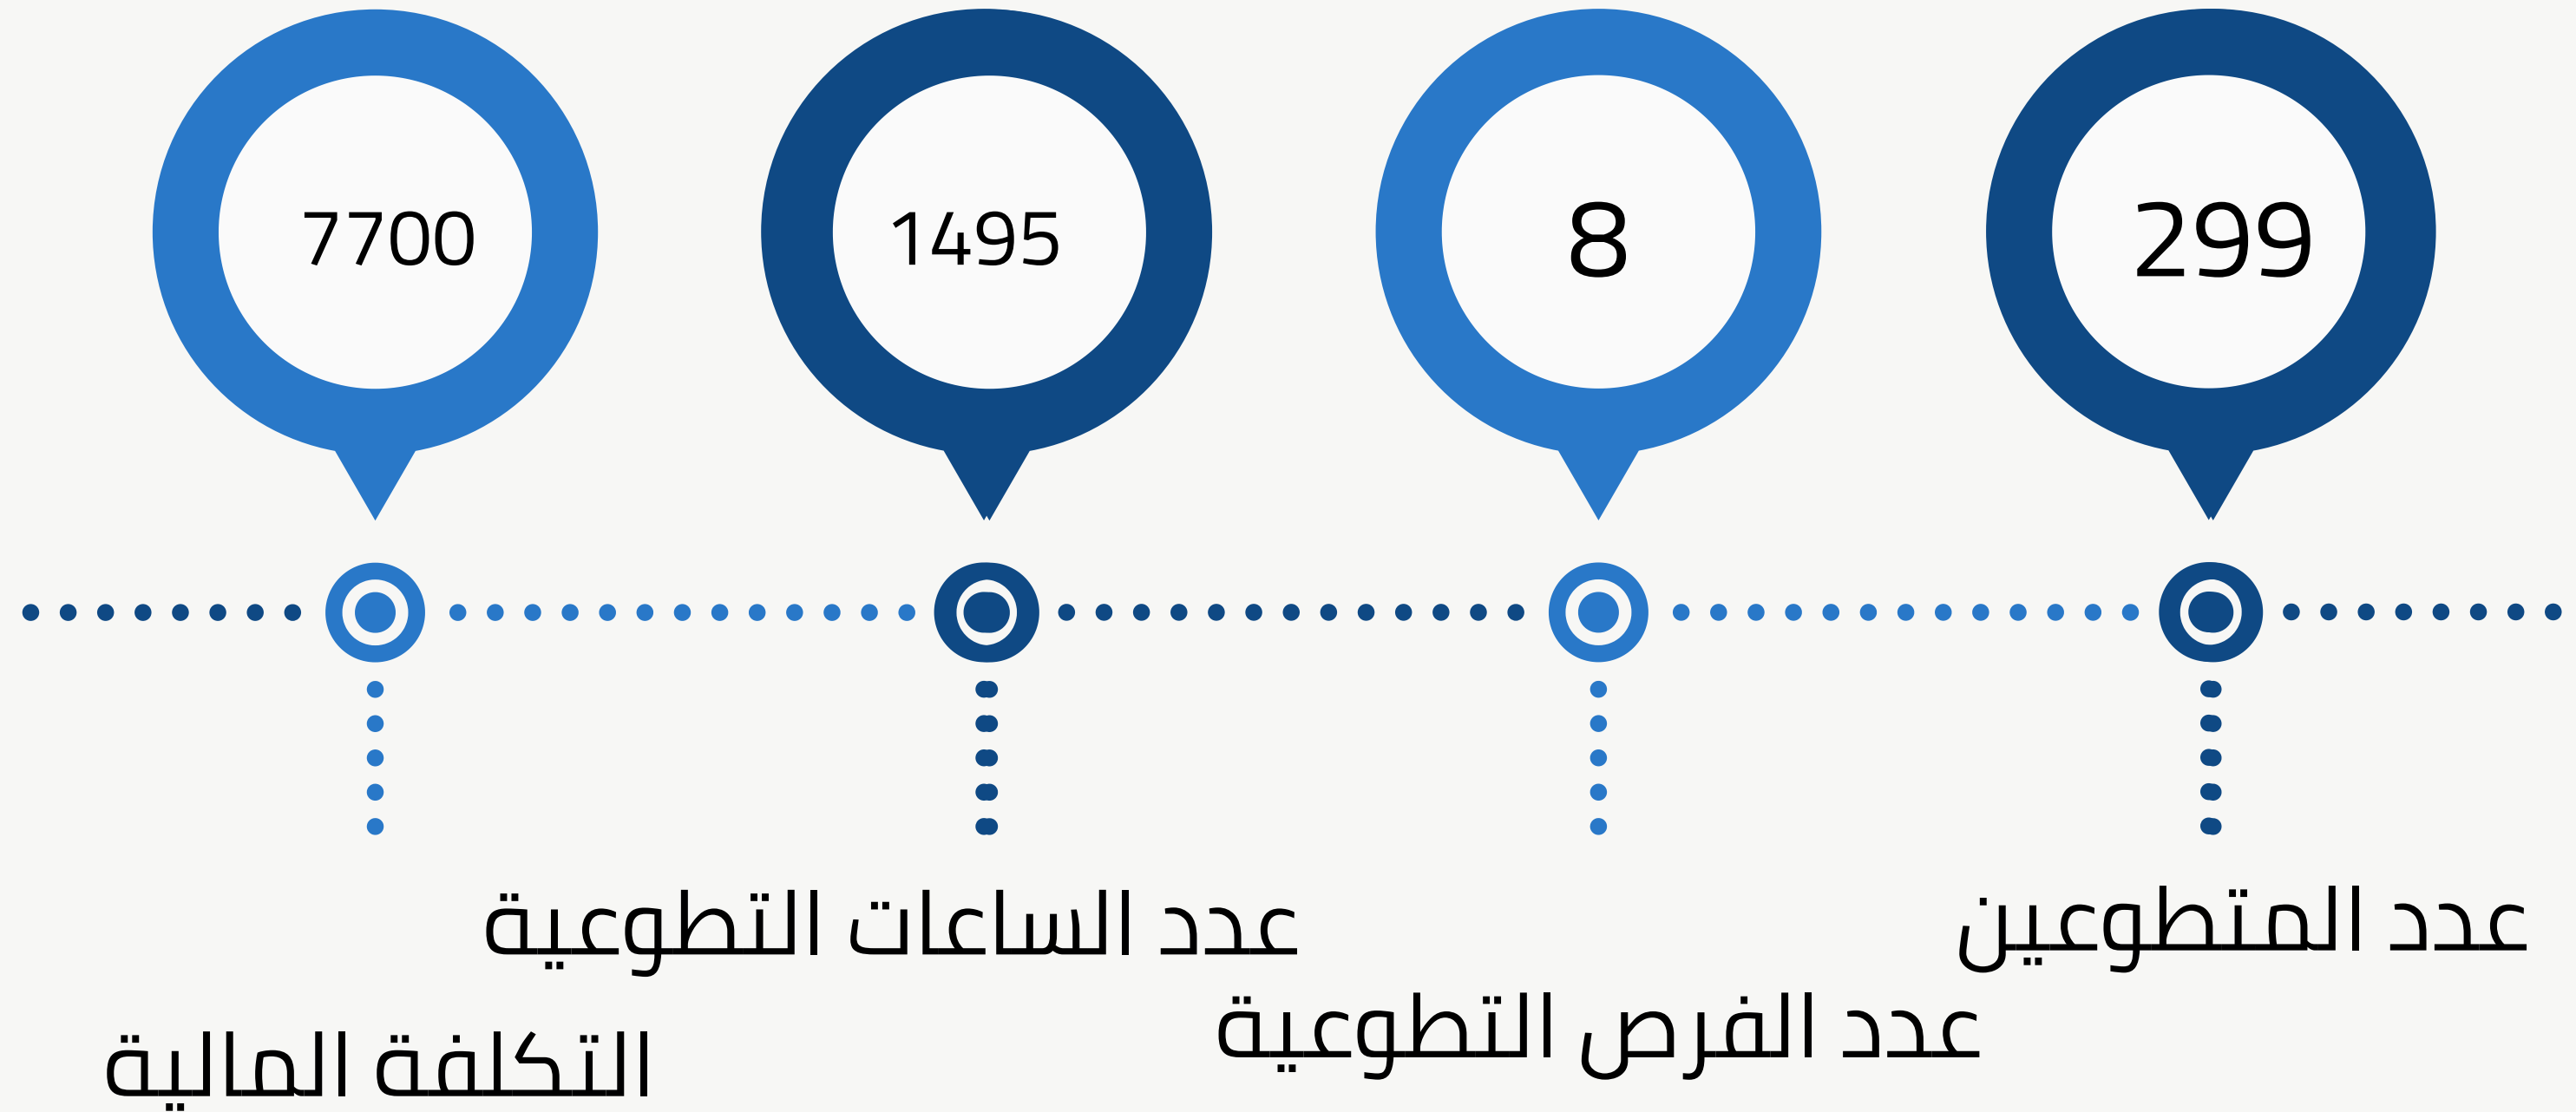 299
8
1495
7700
عدد المتطوعين
عدد الساعات التطوعية
عدد الفرص التطوعية
التكلفة المالية